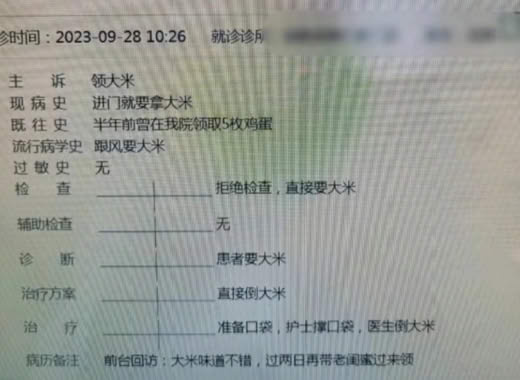 诊时间：2023-09-28 10:26 就诊诊所
主 诉 领大米
现 病 史 进门就要拿大米
既 往 史 半年前曾在我院领取5枚鸡蛋
流行病学史 跟风要大米
过 敏 史 无
检 查 拒绝检查，直接要大米
辅助检查 无
诊 断 患者要大米
治疗方案 直接倒大米
治 疗 准备口袋，护士撑口袋，医生倒大米
病历备注 前台回访：大米味道不错，过两日再带老闺蜜过来领